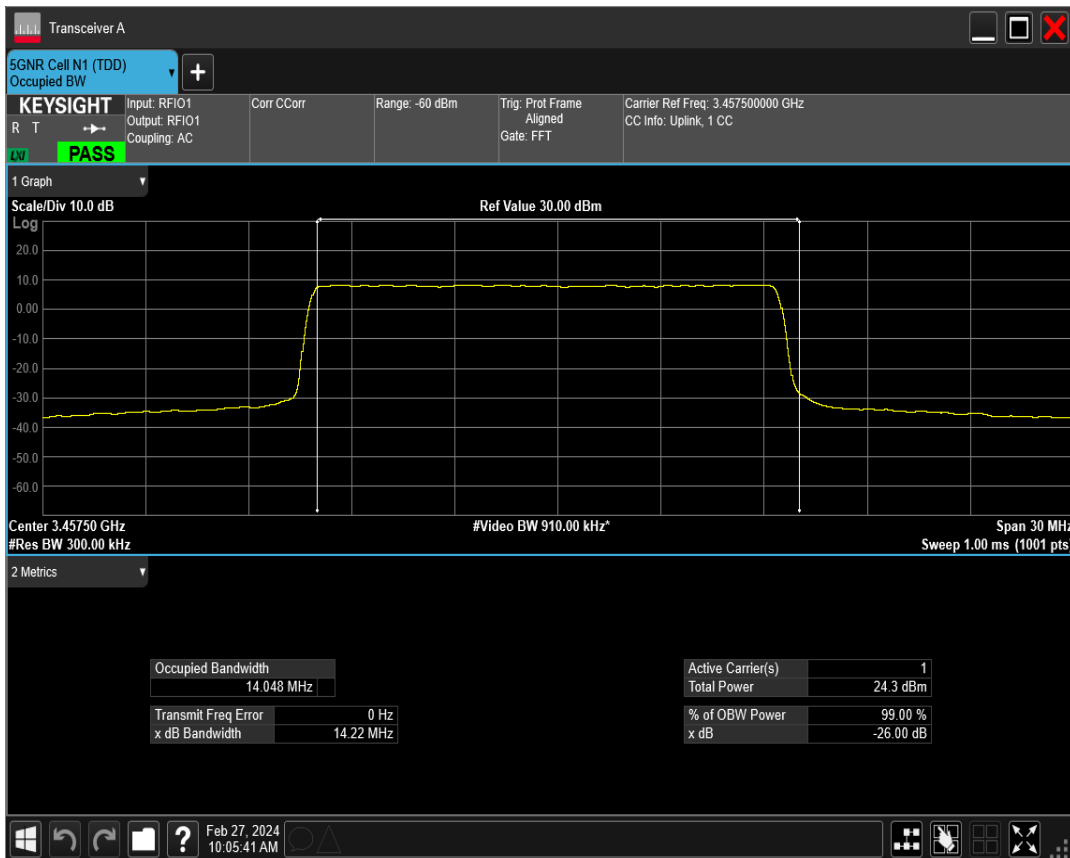 Transceiver A
5GNR Cell N1 (TDD)
Occupied BW
+
KEYSIGHT
R T
LXI
PASS
Input: RFIO1
Output: RFIO1
Coupling: AC
Corr CCorr
Range: -60 dBm
Trig: Prot Frame
Aligned
Gate: FFT
Carrier Ref Freq: 3.457500000 GHz
CC Info: Uplink, 1 CC
1 Graph
Scale/Div 10.0 dB
Ref Value 30.00 dBm
Log
20.0
10.0
0.00
-10.0
-20.0
-30.0
-40.0
-50.0
-60.0
Center 3.45750 GHz
#Video BW 910.00 kHz*
Span 30 MHz
#Res BW 300.00 kHz
Sweep 1.00 ms (1001 pts)
2 Metrics
Occupied Bandwidth
14.048 MHz
Transmit Freq Error 0 Hz
x dB Bandwidth 14.22 MHz
Active Carrier(s) 1
Total Power 24.3 dBm
% of OBW Power 99.00 %
x dB -26.00 dB
?
Feb 27, 2024
10:05:41 AM